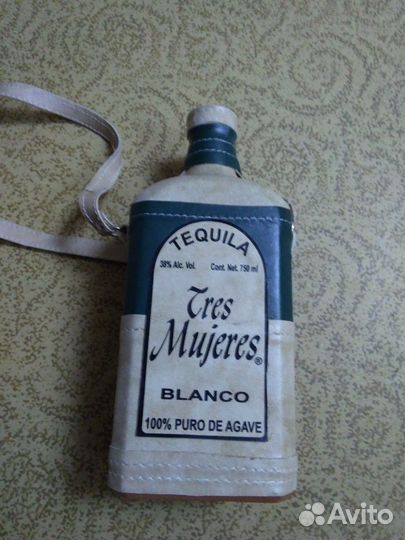 TEQUILA
38% Alc. Vol. Cont. Net. 750 ml
Tres
Mujeres®
BLANCO
100% PURO DE AGAVE
Avito